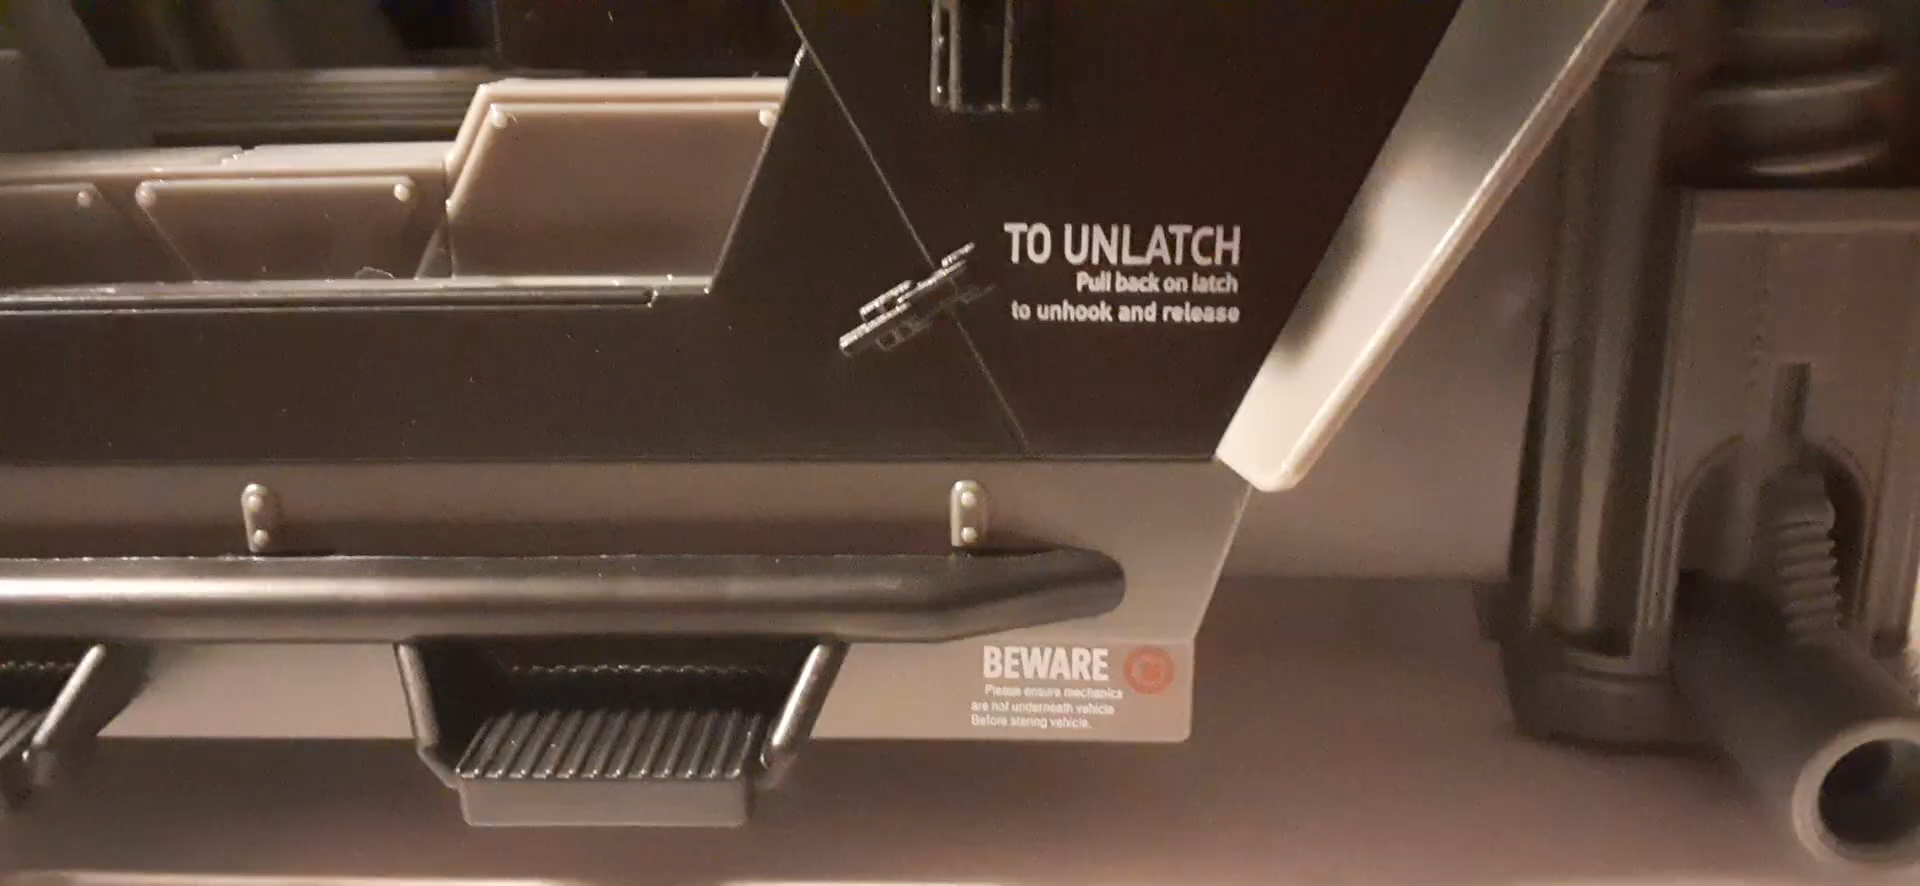 TO UNLATCH
Pull back on latch
to unhook and release
BEWARE
Please ensure mechanics
are not underneath vehicle
Before staring vehicle.